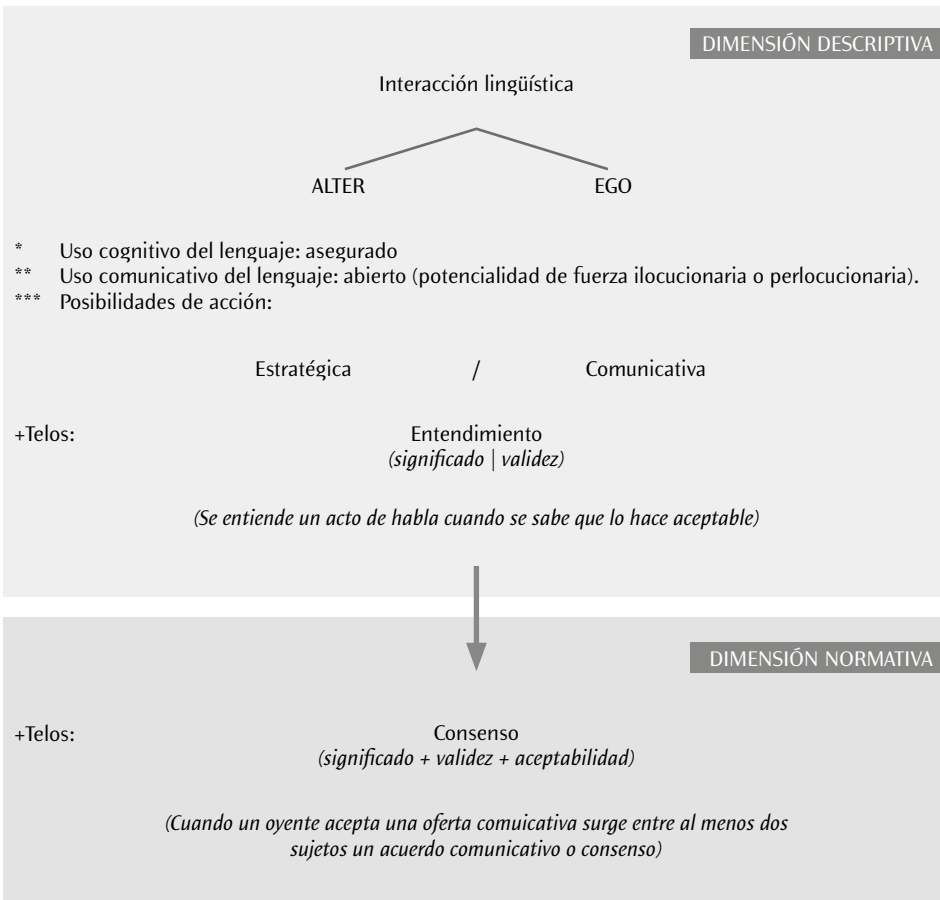 DIMENSIÓN DESCRIPTIVA
Interacción lingüística
ALTER EGO
* Uso cognitivo del lenguaje: asegurado
** Uso comunicativo del lenguaje: abierto (potencialidad de fuerza ilocucionaria o perlocucionaria).
*** Posibilidades de acción:
Estratégica / Comunicativa
+Telos: Entendimiento
(significado | validez)
(Se entiende un acto de habla cuando se sabe que lo hace aceptable)
DIMENSIÓN NORMATIVA
+Telos: Consenso
(significado + validez + aceptabilidad)
(Cuando un oyente acepta una oferta comuicativa surge entre al menos dos
sujetos un acuerdo comunicativo o consenso)